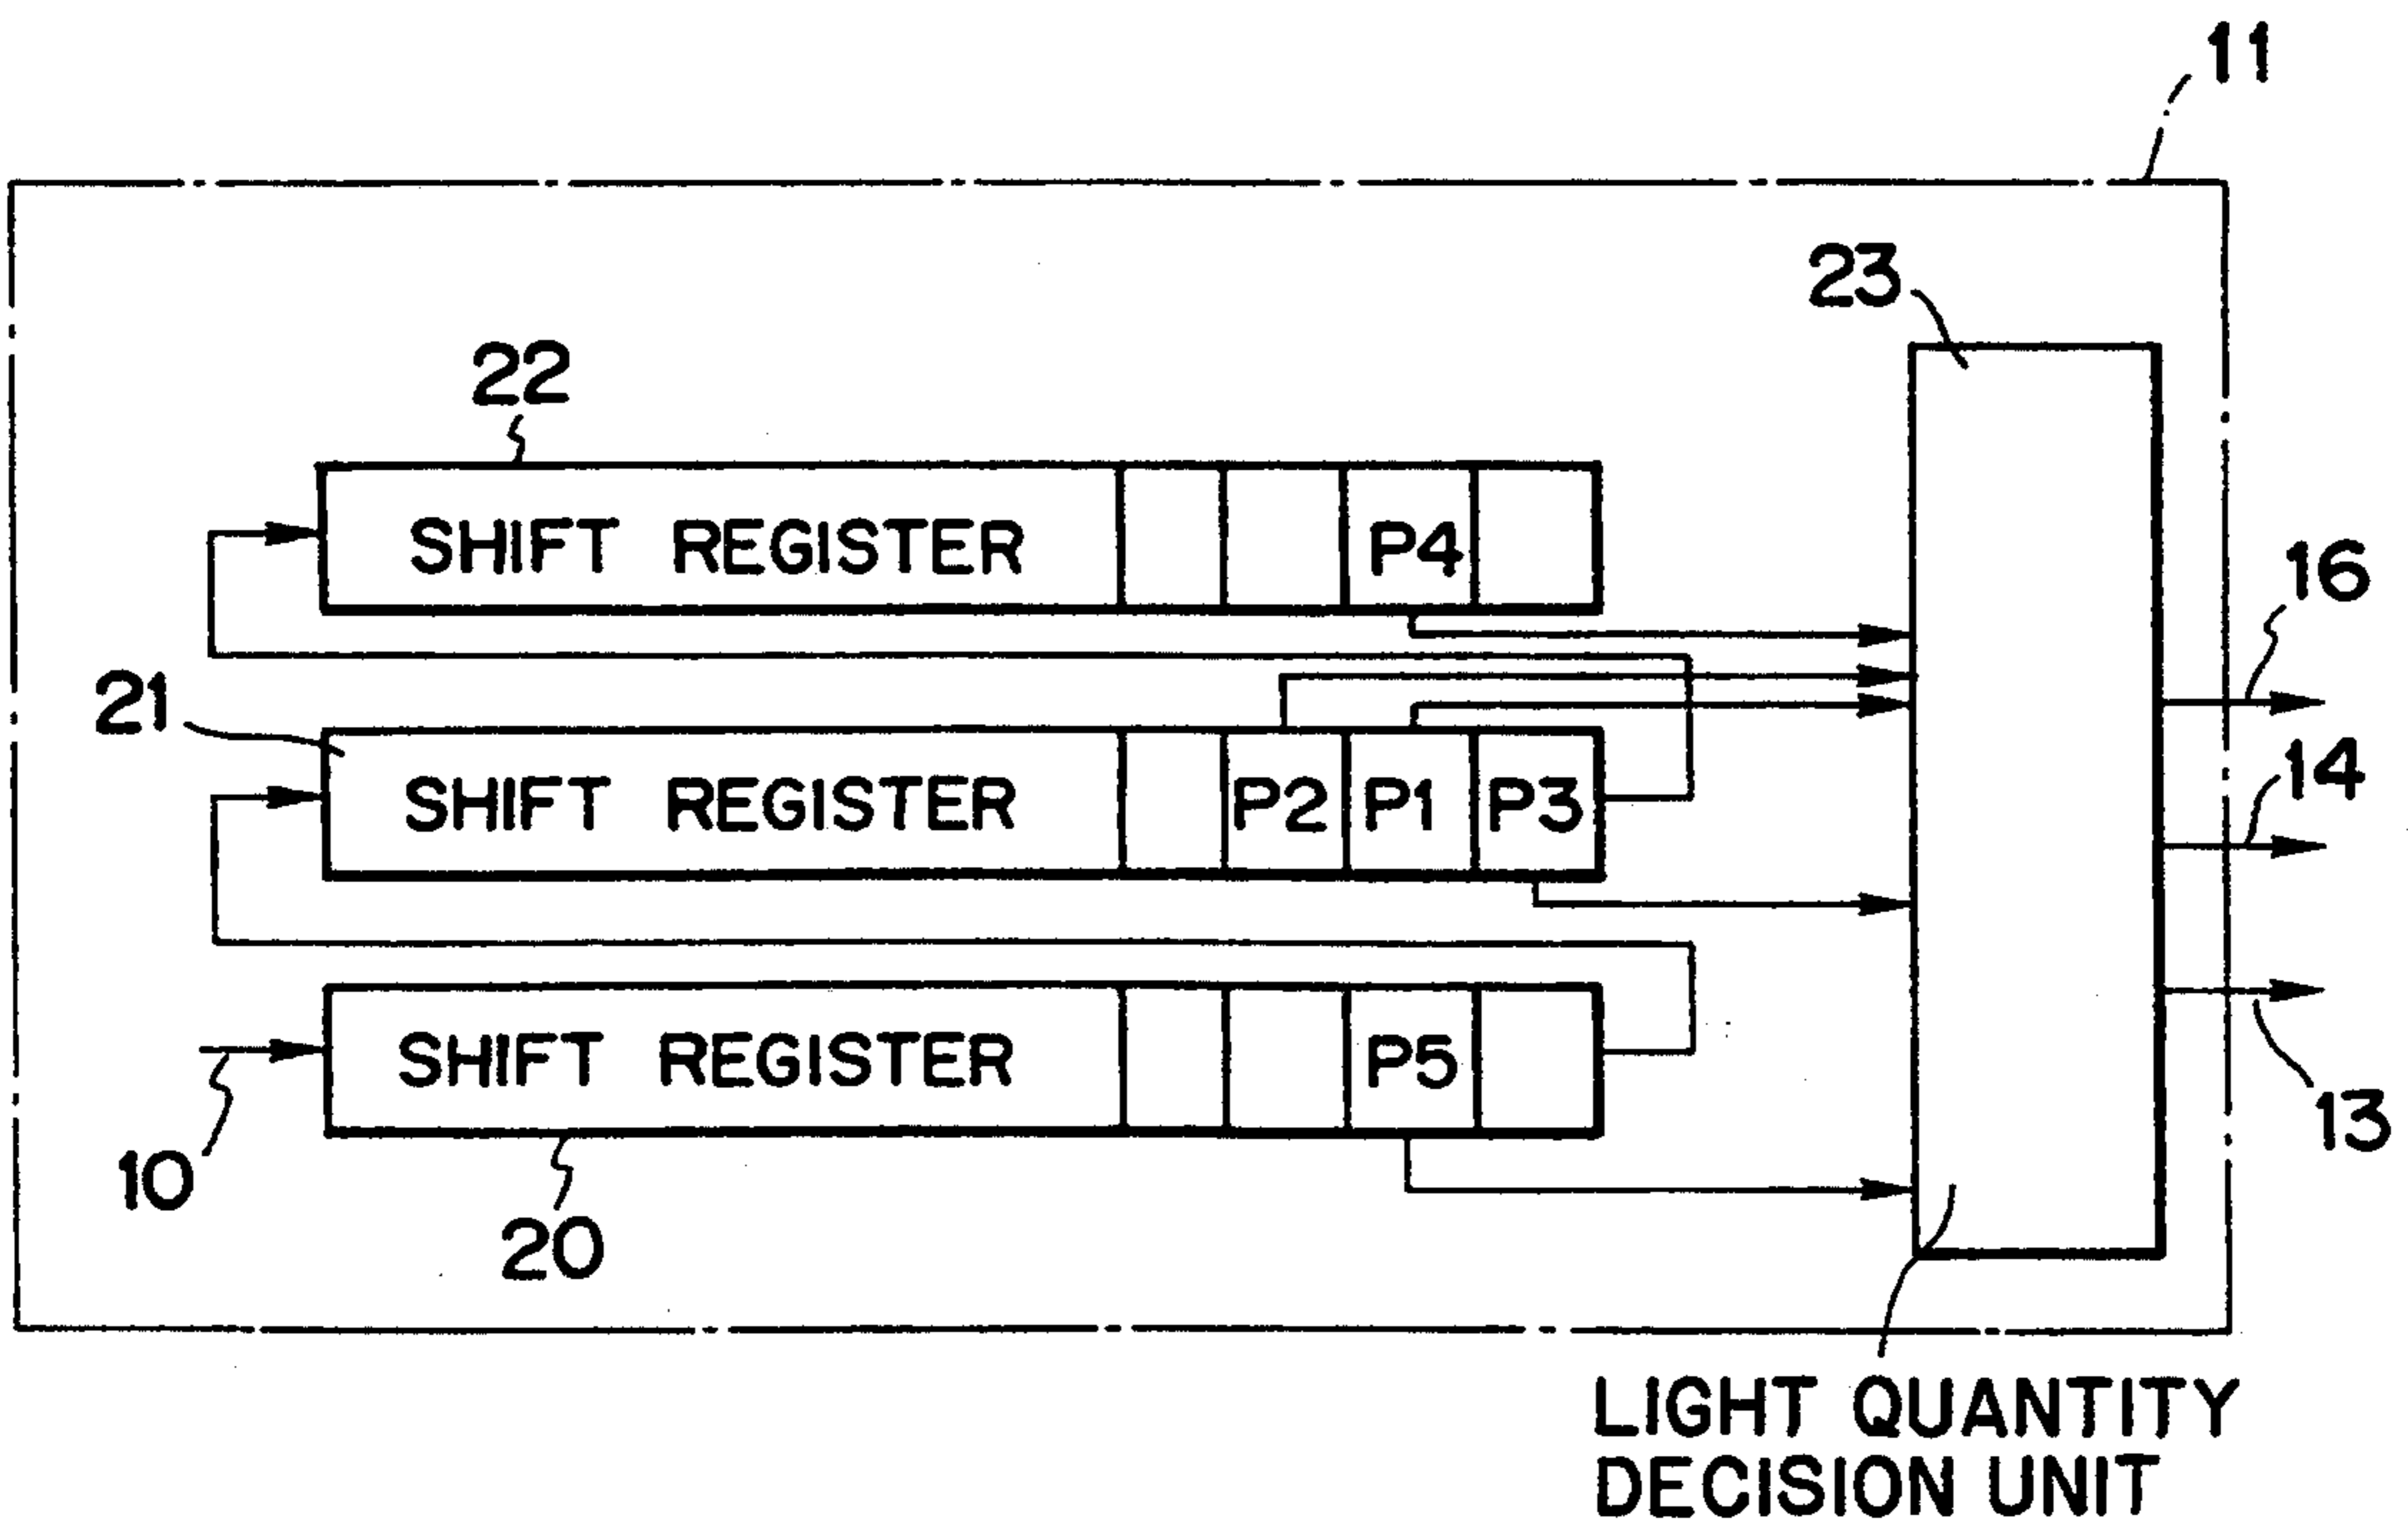 11
23
22
SHIFT REGISTER P4
16
21
SHIFT REGISTER P2 P1 P3
14
SHIFT REGISTER P5
13
10
20
LIGHT QUANTITY
DECISION UNIT